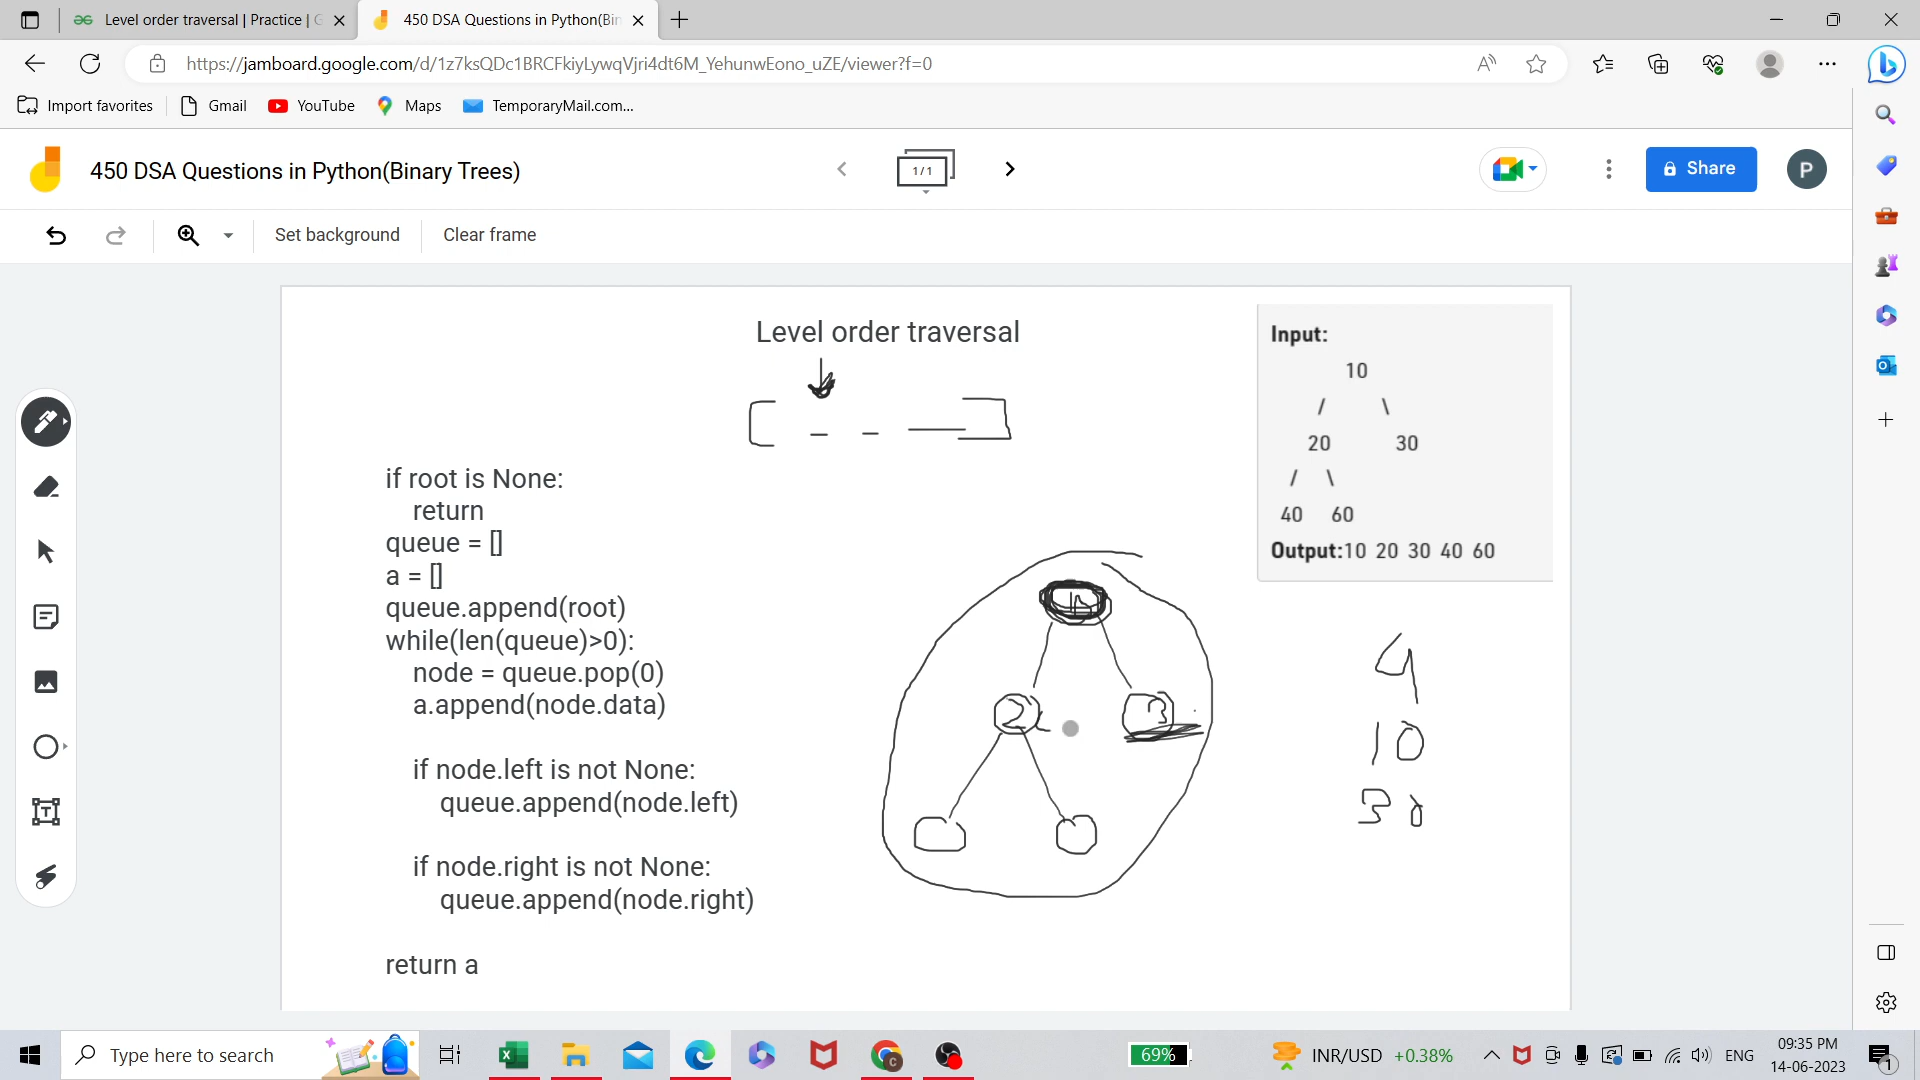 Level order traversal | Practice | G
450 DSA Questions in Python(Bin
https://jamboard.google.com/d/1z7ksQDc1BRCFkiyLywqVjri4dt6M_YehunwEono_uZE/viewer?f=0
Import favorites
Gmail
YouTube
Maps
TemporaryMail.com...
450 DSA Questions in Python(Binary Trees)
1/1
Share
P
Set background
Clear frame
Level order traversal
if root is None:
return
queue = []
a = []
queue.append(root)
while(len(queue)>0):
node = queue.pop(0)
a.append(node.data)
if node.left is not None:
queue.append(node.left)
if node.right is not None:
queue.append(node.right)
return a
Input:
10
/ \
20 30
/ \
40 60
Output:10 20 30 40 60
2 3
4
10
30
Type here to search
69%
INR/USD +0.38%
ENG
09:35 PM
14-06-2023
1